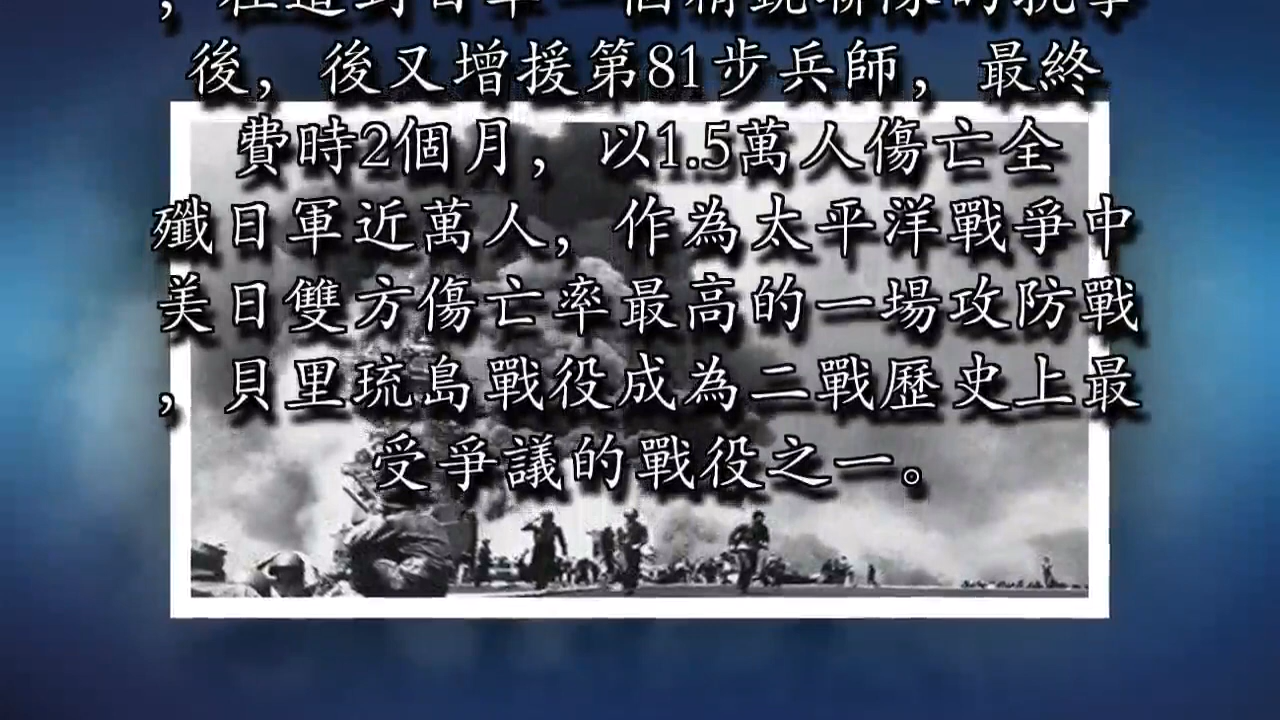 後，後又增援第81步兵師，最終
費時2個月，以1.5萬人傷亡全
殲日軍近萬人，作為太平洋戰爭中
美日雙方傷亡率最高的一場攻防戰
，貝里琉島戰役成為二戰歷史上最
受爭議的戰役之一。